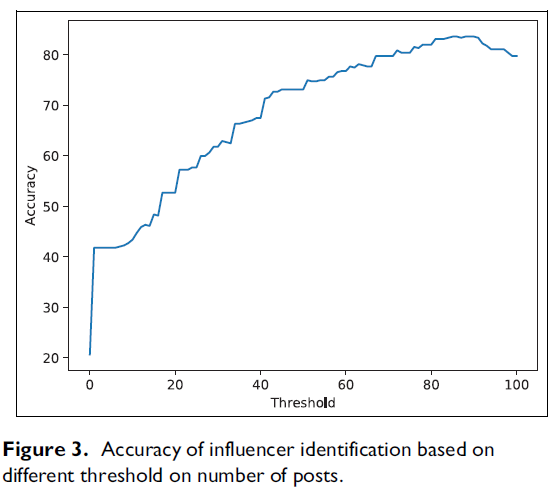 80
70
60
50
40
30
20
Accuracy
0 20 40 60 80 100
Threshold
Figure 3. Accuracy of influencer identification based on
different threshold on number of posts.